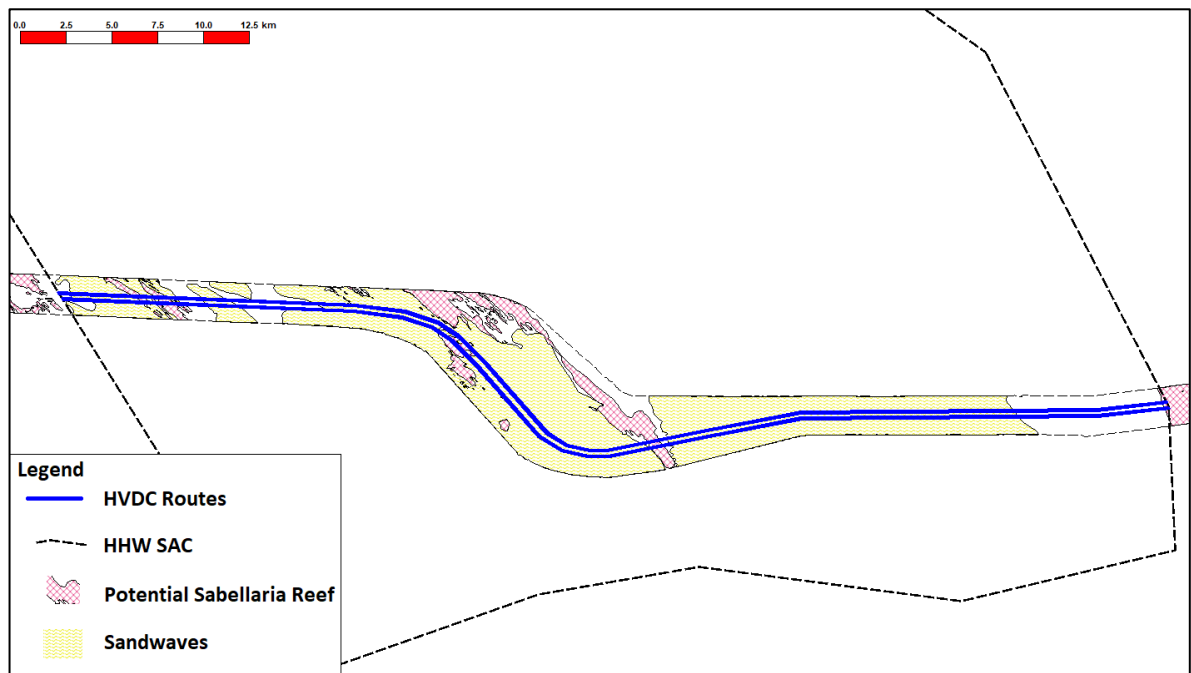 0.0 2.5 5.0 7.5 10.0 12.5 km
Legend
HVDC Routes
HHW SAC
Potential Sabellaria Reef
Sandwaves